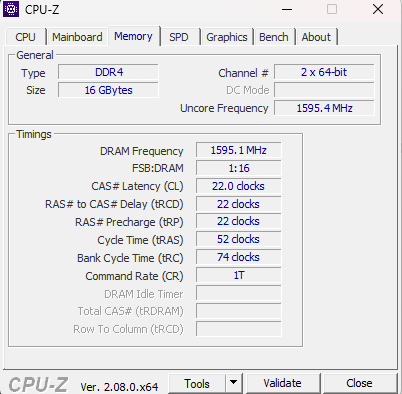 CPU-Z
CPU Mainboard Memory SPD Graphics Bench About
General
Type DDR4 Channel # 2 x 64-bit
Size 16 GBytes DC Mode
Uncore Frequency 1595.4 MHz
Timings
DRAM Frequency 1595.1 MHz
FSB:DRAM 1:16
CAS# Latency (CL) 22.0 clocks
RAS# to CAS# Delay (tRCD) 22 clocks
RAS# Precharge (tRP) 22 clocks
Cycle Time (tRAS) 52 clocks
Bank Cycle Time (tRC) 74 clocks
Command Rate (CR) 1T
DRAM Idle Timer
Total CAS# (tRDRAM)
Row To Column (tRCD)
CPU-Z Ver. 2.08.0.x64 Tools Validate Close